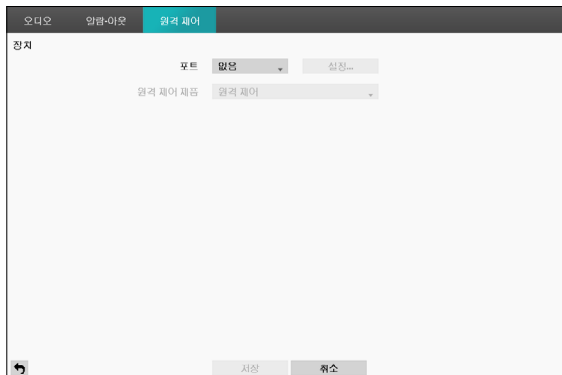 오디오 알람-아웃 원격 제어
장치
포트 없음 설정...
원격 제어 제품 원격 제어
저장 취소